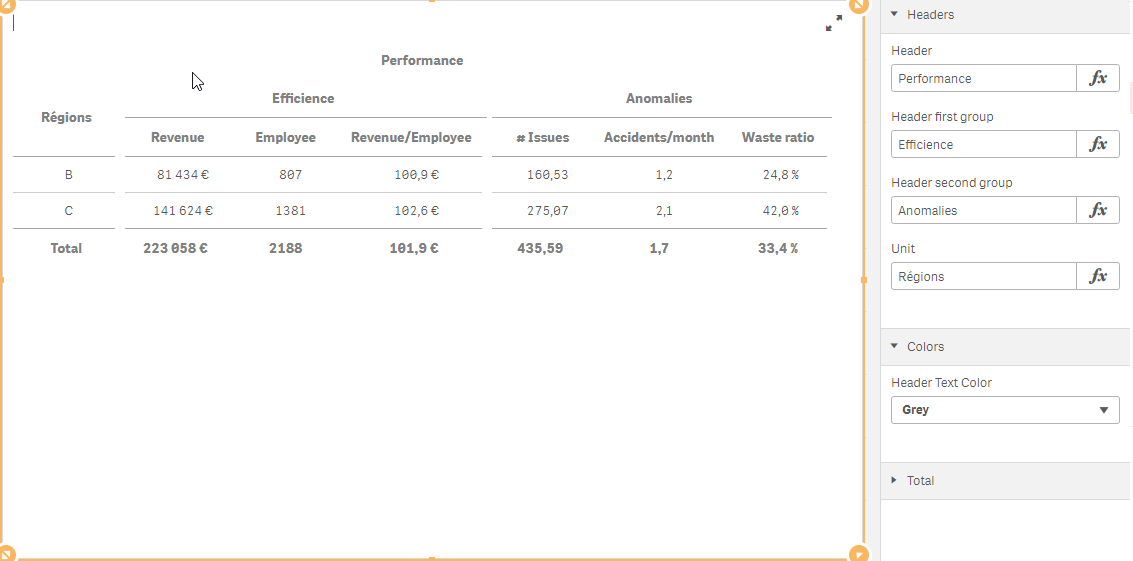 Performance
Efficience Anomalies
Régions
Revenue Employee Revenue/Employee # Issues Accidents/month Waste ratio
B 81 434 € 807 100,9 € 160,53 1,2 24,8 %
C 141 624 € 1381 102,6 € 275,07 2,1 42,0 %
Total 223 058 € 2188 101,9 € 435,59 1,7 33,4 %
Headers
Header
Performance fx
Header first group
Efficience fx
Header second group
Anomalies fx
Unit
Régions fx
Colors
Header Text Color
Grey
Total